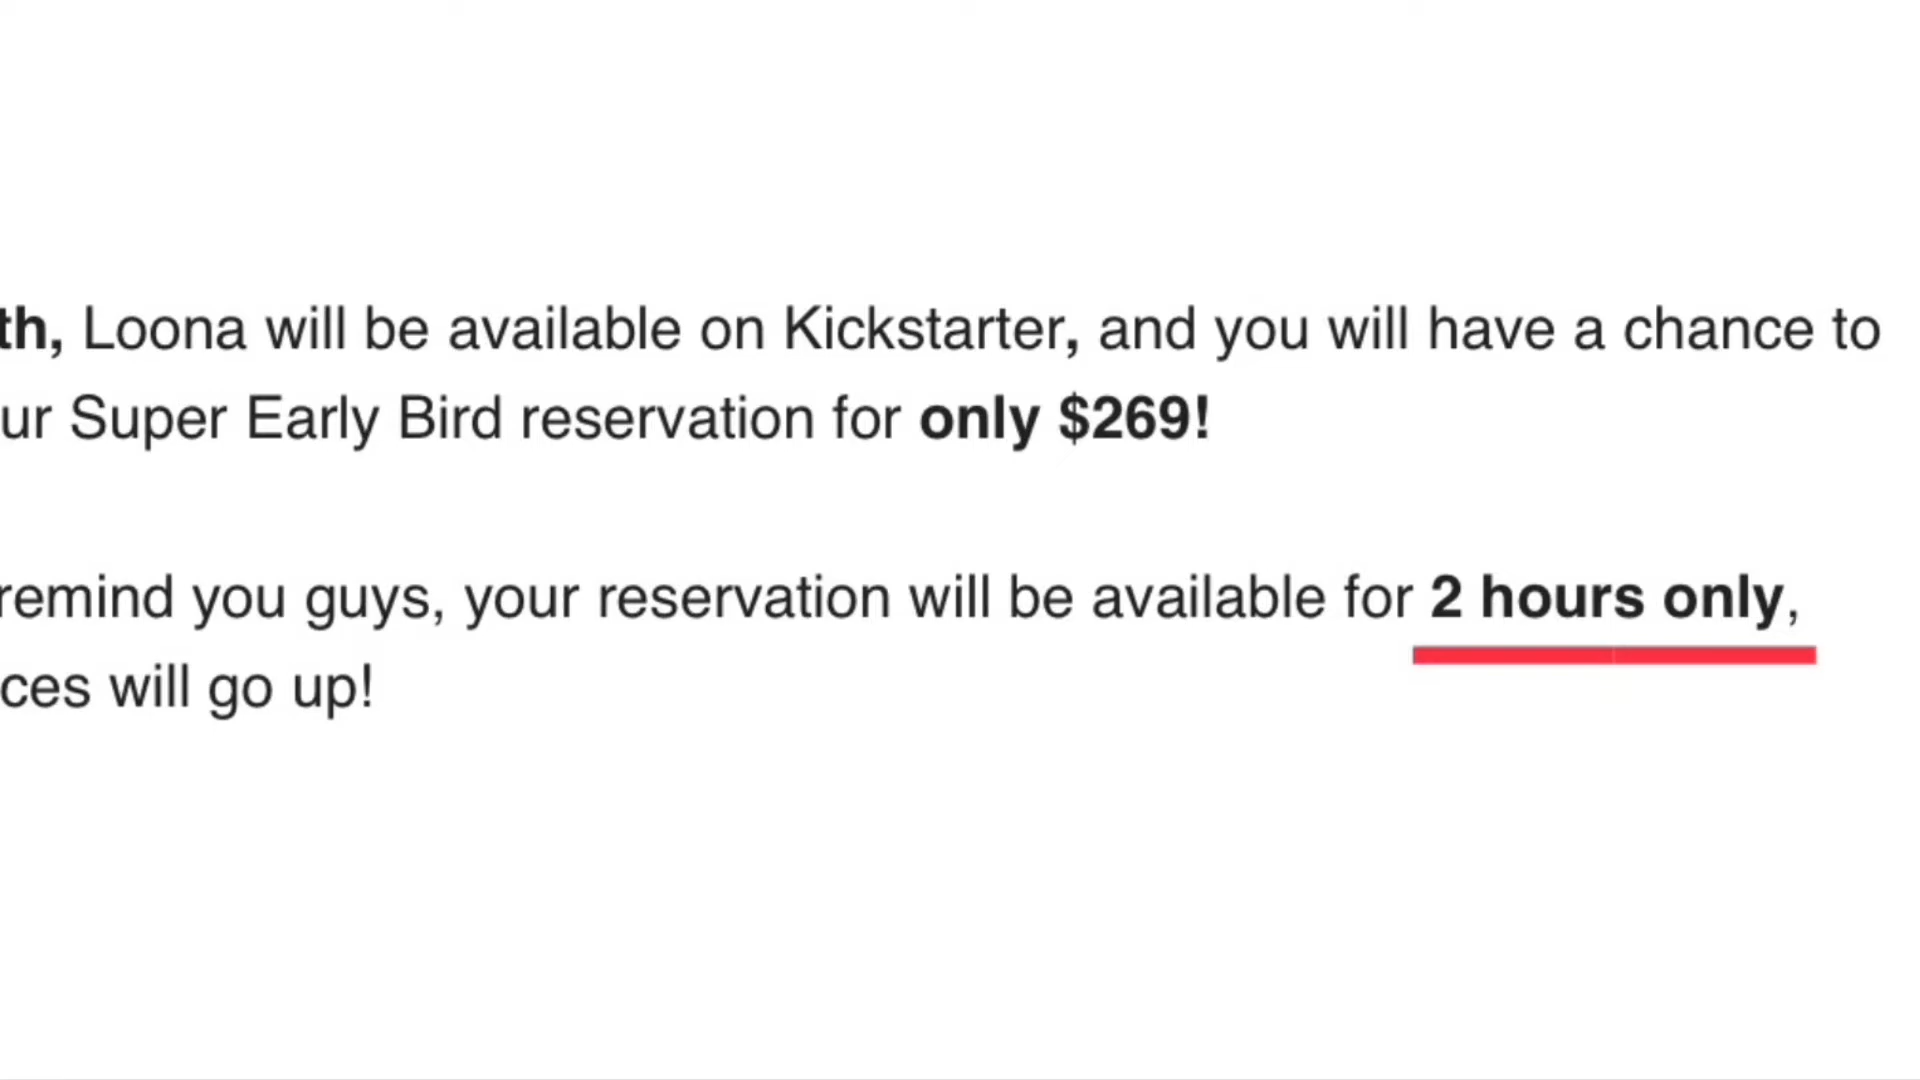 th, Loona will be available on Kickstarter, and you will have a chance to
ur Super Early Bird reservation for only $269!
remind you guys, your reservation will be available for 2 hours only,
ces will go up!